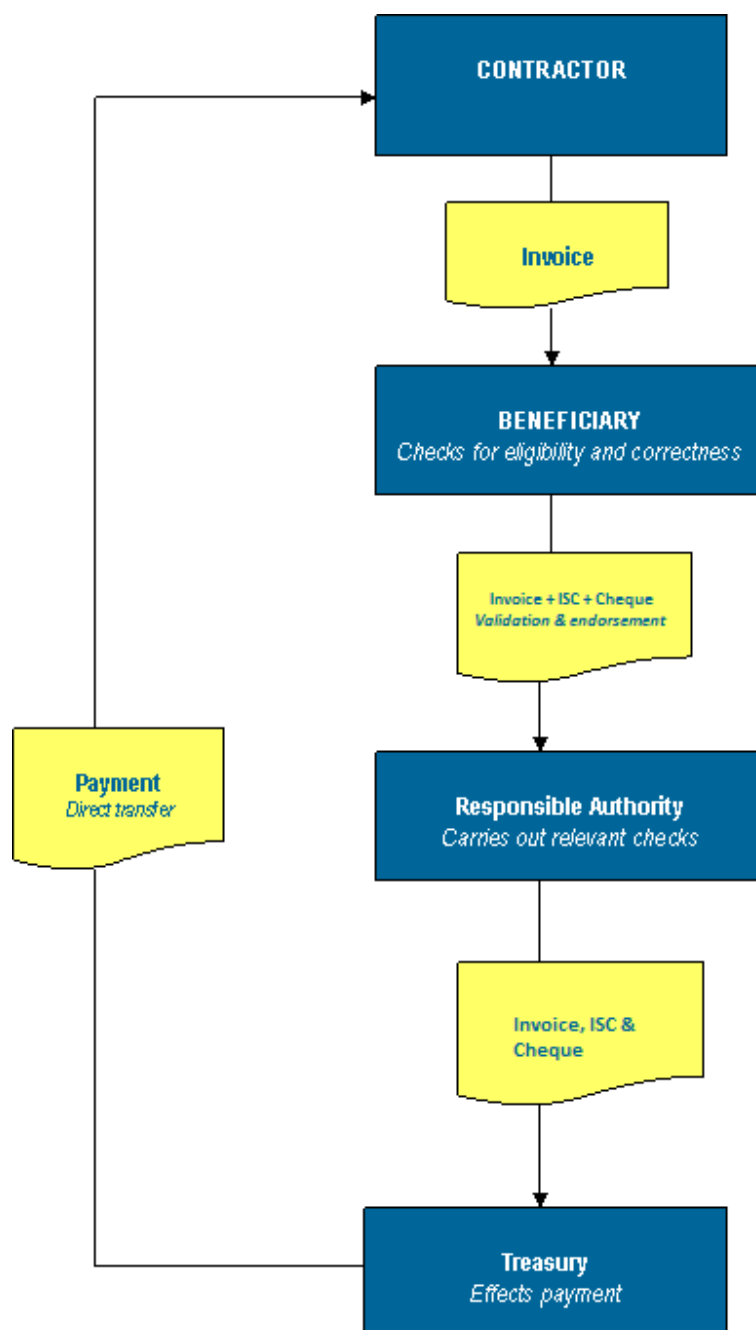 CONTRACTOR
Invoice
BENEFICIARY
Checks for eligibility and correctness
Invoice + ISC + Cheque
Validation & endorsement
Payment
Direct transfer
Responsible Authority
Carries out relevant checks
Invoice, ISC &
Cheque
Treasury
Effects payment